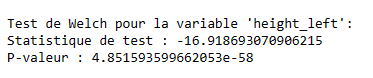 Test de Welch pour la variable 'height_left':
Statistique de test : -16.918693070906215
P-valeur : 4.851593599662053e-58